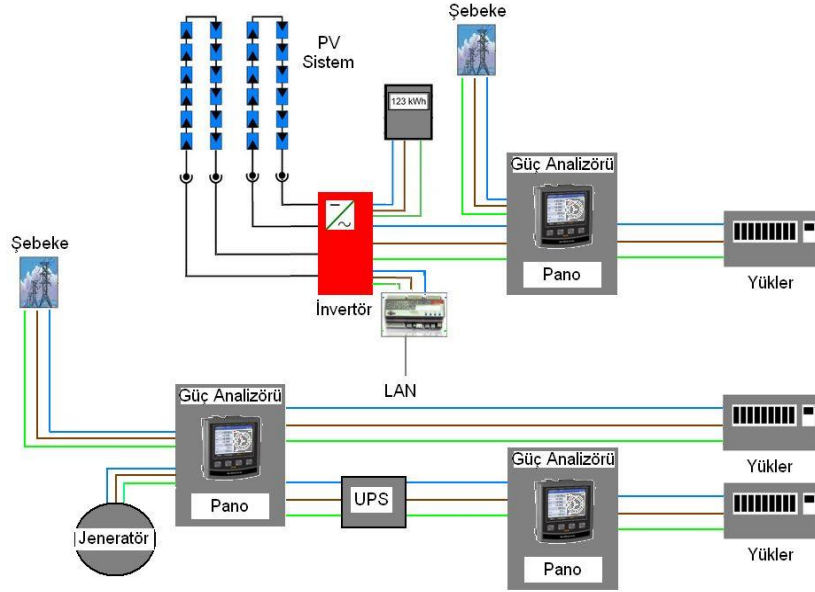 PV
Sistem
Şebeke
123 kWh
Güç Analizörü
Pano
Yükler
İnvertör
LAN
Şebeke
Güç Analizörü
Pano
Yükler
Güç Analizörü
UPS
Pano
Yükler
Jeneratör